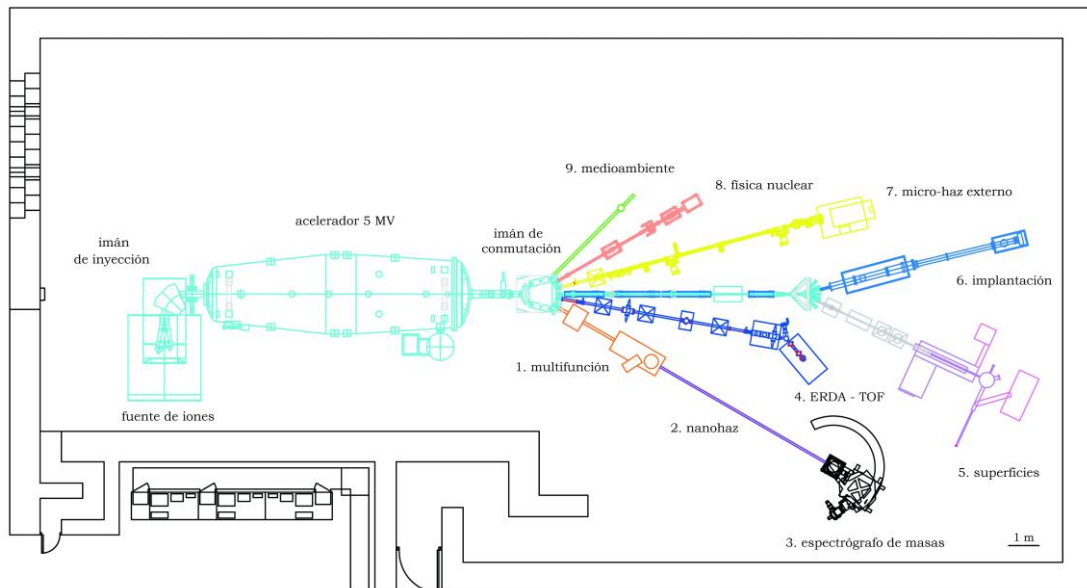 9. medioambiente
8. física nuclear
7. micro-haz externo
acelerador 5 MV
imán de
conmutación
imán
de inyección
6. implantación
1. multifunción
4. ERDA - TOF
fuente de iones
2. nanohaz
5. superficies
3. espectrógrafo de masas
1 m